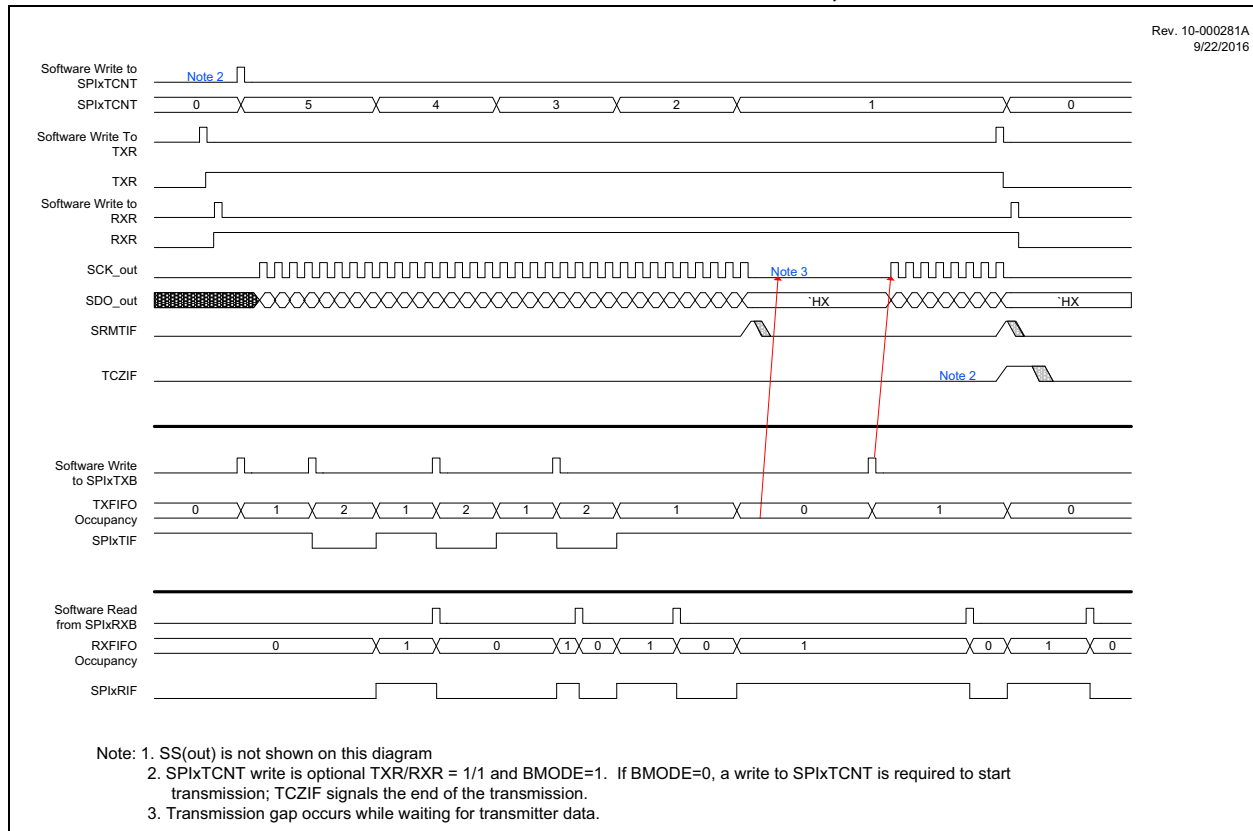 Rev. 10-000281A
9/22/2016
Software Write to
SPIxTCNT
Note 2
SPIxTCNT
0 5 4 3 2 1 0
Software Write To
TXR
TXR
Software Write to
RXR
RXR
SCK_out
Note 3
SDO_out
`HX `HX
SRMTIF
TCZIF
Note 2
Software Write
to SPIxTXB
TXFIFO
Occupancy
0 1 2 1 2 1 2 1 0 1 0
SPIxTIF
Software Read
from SPIxRXB
RXFIFO
Occupancy
0 1 0 1 0 1 0 1 0 1 0
SPIxRIF
Note: 1. SS(out) is not shown on this diagram
2. SPIxTCNT write is optional TXR/RXR = 1/1 and BMODE=1. If BMODE=0, a write to SPIxTCNT is required to start
transmission; TCZIF signals the end of the transmission.
3. Transmission gap occurs while waiting for transmitter data.